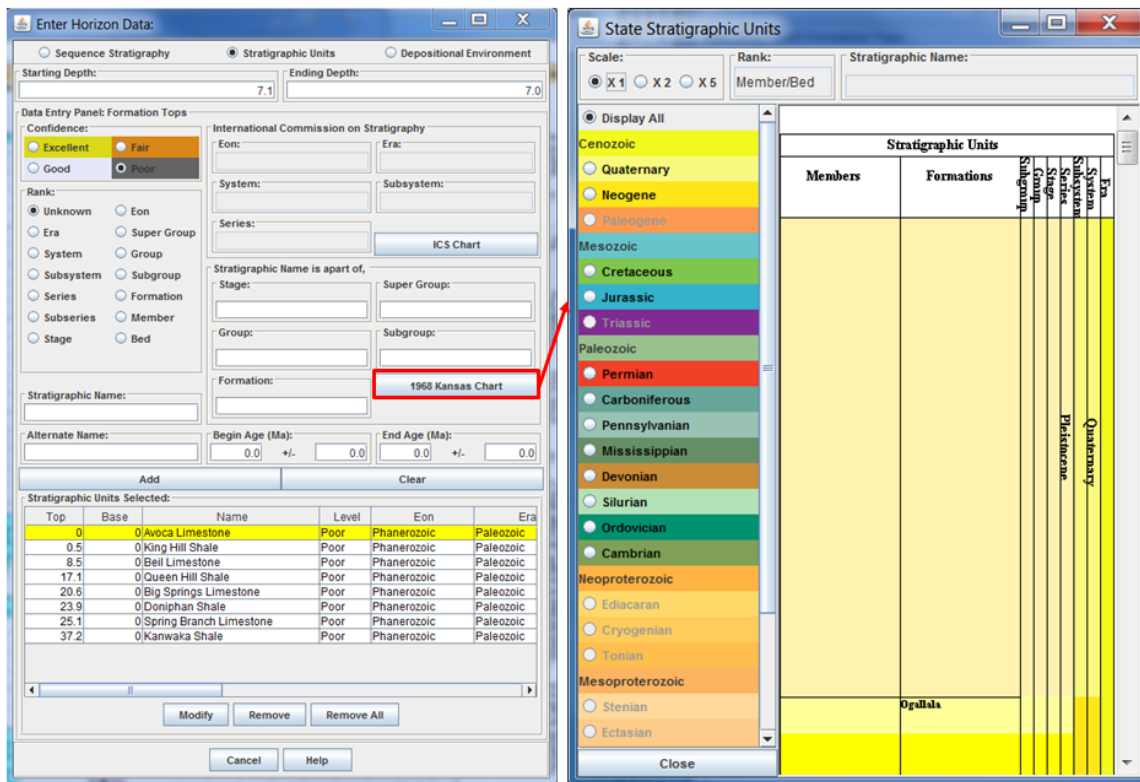 Enter Horizon Data:
Sequence Stratigraphy Stratigraphic Units Depositional Environment
Starting Depth: Ending Depth:
7.1 7.0
Data Entry Panel: Formation Tops
Confidence:
Excellent Fair
Good Poor
Rank:
Unknown Eon
Era Super Group
System Group
Subsystem Subgroup
Series Formation
Subseries Member
Stage Bed
International Commission on Stratigraphy
Eon: Era:
System: Subsystem:
Series:
ICS Chart
Stratigraphic Name is apart of,
Stage: Super Group:
Group: Subgroup:
Formation:
1968 Kansas Chart
Stratigraphic Name:
Alternate Name: Begin Age (Ma): End Age (Ma):
0.0 +/- 0.0 0.0 +/- 0.0
Add Clear
Stratigraphic Units Selected:
Top Base Name Level Eon Era
0 0 Avoca Limestone Poor Phanerozoic Paleozoic
0.5 0 King Hill Shale Poor Phanerozoic Paleozoic
8.5 0 Beil Limestone Poor Phanerozoic Paleozoic
17.1 0 Queen Hill Shale Poor Phanerozoic Paleozoic
20.6 0 Big Springs Limestone Poor Phanerozoic Paleozoic
23.9 0 Doniphan Shale Poor Phanerozoic Paleozoic
25.1 0 Spring Branch Limestone Poor Phanerozoic Paleozoic
37.2 0 Kanwaka Shale Poor Phanerozoic Paleozoic
Modify Remove Remove All
Cancel Help
State Stratigraphic Units
Scale: Rank: Stratigraphic Name:
X 1 X 2 X 5 Member/Bed
Display All
Cenozoic
Quaternary
Neogene
Paleogene
Mesozoic
Cretaceous
Jurassic
Triassic
Paleozoic
Permian
Carboniferous
Pennsylvanian
Mississippian
Devonian
Silurian
Ordovician
Cambrian
Neoproterozoic
Ediacaran
Cryogenian
Tonian
Mesoproterozoic
Stenian
Ectasian
Close
Stratigraphic Units
Members Formations Subgroup Group Stage Series Subsystem System Era
Pleistocene Quaternary
Ogallala